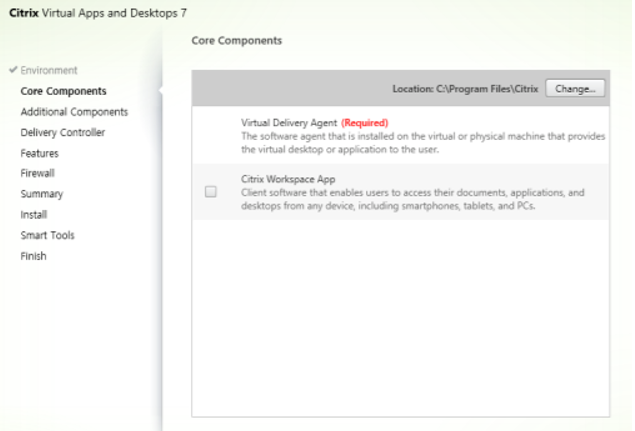 Citrix Virtual Apps and Desktops 7
Core Components
Environment
Core Components
Additional Components
Delivery Controller
Features
Firewall
Summary
Install
Smart Tools
Finish
Location: C:\Program Files\Citrix Change...
Virtual Delivery Agent (Required)
The software agent that is installed on the virtual or physical machine that provides
the virtual desktop or application to the user.
Citrix Workspace App
Client software that enables users to access their documents, applications, and
desktops from any device, including smartphones, tablets, and PCs.